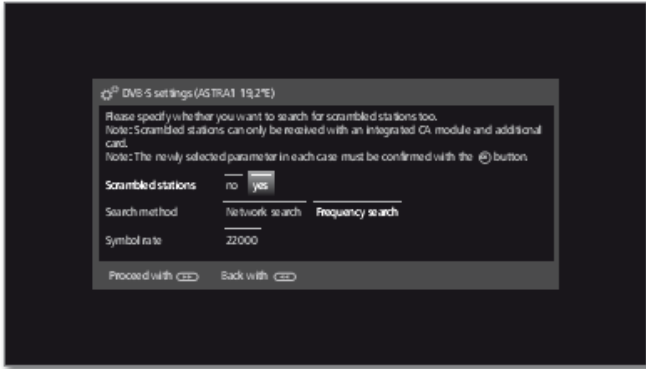 DVB-S settings (ASTRA1 19,2°E)
Please specify whether you want to search for scrambled stations too.
Note: Scrambled stations can only be received with an integrated CA module and additional
card.
Note: The newly selected parameter in each case must be confirmed with the button.
Scrambled stations no yes
Search method Network search Frequency search
Symbol rate 22000
Proceed with Back with